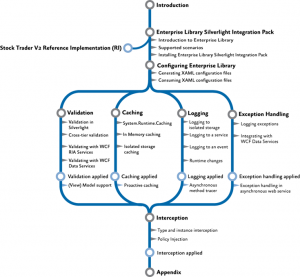 Introduction
Enterprise Library Silverlight Integration Pack
Introduction to Enterprise Library
Stock Trader V2 Reference Implementation (RI)
Supported scenarios
Installing Enterprise Library Silverlight Integration Pack
Configuring Enterprise Library
Generating XAML configuration files
Consuming XAML configuration files
Validation
Validation in
Silverlight
Cross-tier validation
Validating with WCF
RIA Services
Validating with WCF
Data Services
Validation applied
(View) Model support
Caching
System.Runtime.Caching
In Memory caching
Isolated storage
caching
Caching applied
Proactive caching
Logging
Logging to
isolated storage
Logging to a service
Logging to an event
Runtime changes
Logging applied
Asynchronous
method tracer
Exception Handling
Logging exceptions
Integrating with
WCF Data Services
Exception handling applied
Exception handling in
asynchronous web service
Interception
Type and instance interception
Policy Injection
Interception applied
Appendix